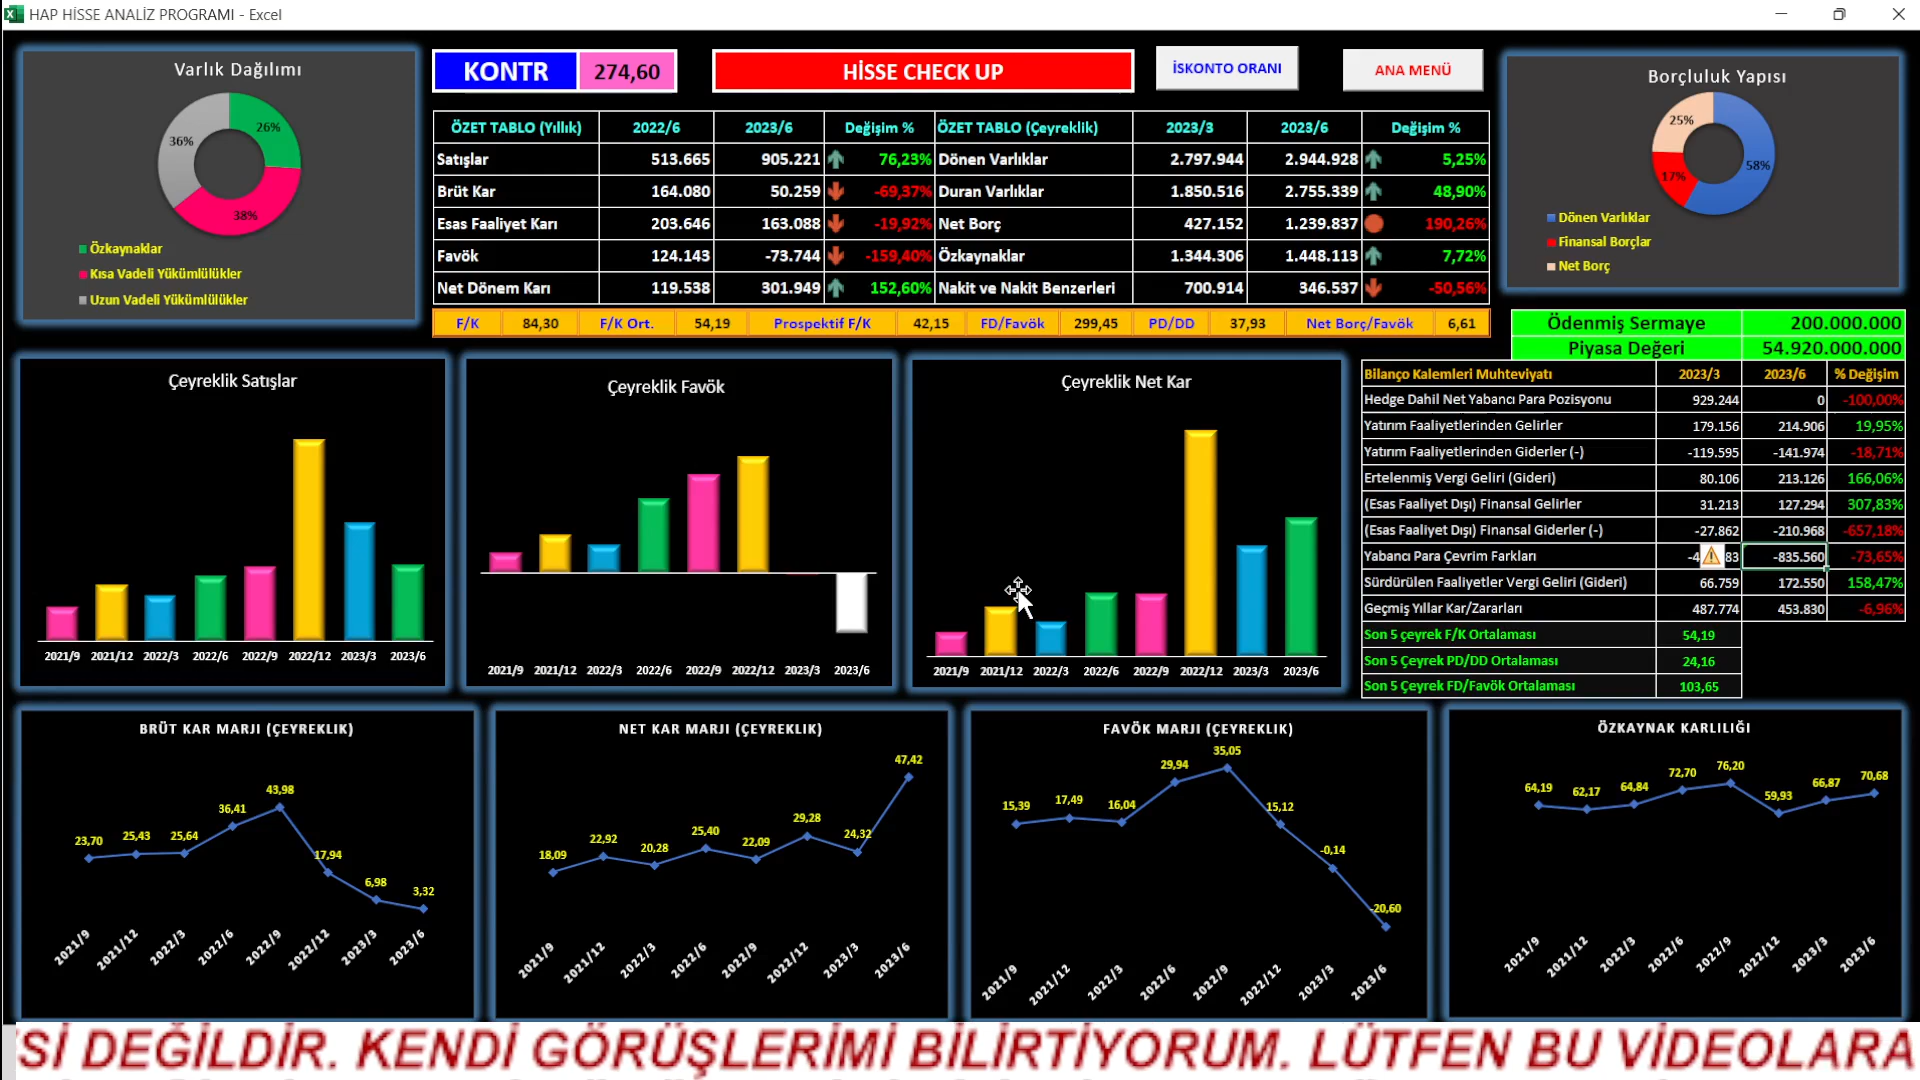 HAP HİSSE ANALİZ PROGRAMI - Excel
Varlık Dağılımı
26%
36%
38%
Özkaynaklar
Kısa Vadeli Yükümlülükler
Uzun Vadeli Yükümlülükler
KONTR 274,60
HİSSE CHECK UP
İSKONTO ORANI
ANA MENÜ
Borçluluk Yapısı
25%
58%
17%
Dönen Varlıklar
Finansal Borçlar
Net Borç
ÖZET TABLO (Yıllık) 2022/6 2023/6 Değişim % ÖZET TABLO (Çeyreklik) 2023/3 2023/6 Değişim %
Satışlar 513.665 905.221 76,23% Dönen Varlıklar 2.797.944 2.944.928 5,25%
Brüt Kar 164.080 50.259 -69,37% Duran Varlıklar 1.850.516 2.755.339 48,90%
Esas Faaliyet Karı 203.646 163.088 -19,92% Net Borç 427.152 1.239.837 190,26%
Favök 124.143 -73.744 -159,40% Özkaynaklar 1.344.306 1.448.113 7,72%
Net Dönem Karı 119.538 301.949 152,60% Nakit ve Nakit Benzerleri 700.914 346.537 -50,56%
F/K 84,30 F/K Ort. 54,19 Prospektif F/K 42,15 FD/Favök 299,45 PD/DD 37,93 Net Borç/Favök 6,61
Ödenmiş Sermaye 200.000.000
Piyasa Değeri 54.920.000.000
Çeyreklik Satışlar
2021/9 2021/12 2022/3 2022/6 2022/9 2022/12 2023/3 2023/6
Çeyreklik Favök
2021/9 2021/12 2022/3 2022/6 2022/9 2022/12 2023/3 2023/6
Çeyreklik Net Kar
2021/9 2021/12 2022/3 2022/6 2022/9 2022/12 2023/3 2023/6
Bilanço Kalemleri Muhteviyatı 2023/3 2023/6 % Değişim
Hedge Dahil Net Yabancı Para Pozisyonu 929.244 0 -100,00%
Yatırım Faaliyetlerinden Gelirler 179.156 214.906 19,95%
Yatırım Faaliyetlerinden Giderler (-) -119.595 -141.974 -18,71%
Ertelenmiş Vergi Geliri (Gideri) 80.106 213.126 166,06%
(Esas Faaliyet Dışı) Finansal Gelirler 31.213 127.294 307,83%
(Esas Faaliyet Dışı) Finansal Giderler (-) -27.862 -210.968 -657,18%
Yabancı Para Çevrim Farkları -4 83 -835.560 -73,65%
Sürdürülen Faaliyetler Vergi Geliri (Gideri) 66.759 172.550 158,47%
Geçmiş Yıllar Kar/Zararları 487.774 453.830 -6,96%
Son 5 çeyrek F/K Ortalaması 54,19
Son 5 Çeyrek PD/DD Ortalaması 24,16
Son 5 Çeyrek FD/Favök Ortalaması 103,65
BRÜT KAR MARJI (ÇEYREKLIK)
23,70 25,43 25,64 36,41 43,98 17,94 6,98 3,32
2021/9 2021/12 2022/3 2022/6 2022/9 2022/12 2023/3 2023/6
NET KAR MARJI (ÇEYREKLIK)
18,09 22,92 20,28 25,40 22,09 29,28 24,32 47,42
2021/9 2021/12 2022/3 2022/6 2022/9 2022/12 2023/3 2023/6
FAVÖK MARJI (ÇEYREKLIK)
15,39 17,49 16,04 29,94 35,05 15,12 -0,14 -20,60
2021/9 2021/12 2022/3 2022/6 2022/9 2022/12 2023/3 2023/6
ÖZKAYNAK KARLILIĞI
64,19 62,17 64,84 72,70 76,20 59,93 66,87 70,68
2021/9 2021/12 2022/3 2022/6 2022/9 2022/12 2023/3 2023/6
Sİ DEĞİLDİR. KENDİ GÖRÜŞLERİMİ BİLİRTİYORUM. LÜTFEN BU VİDEOLARA